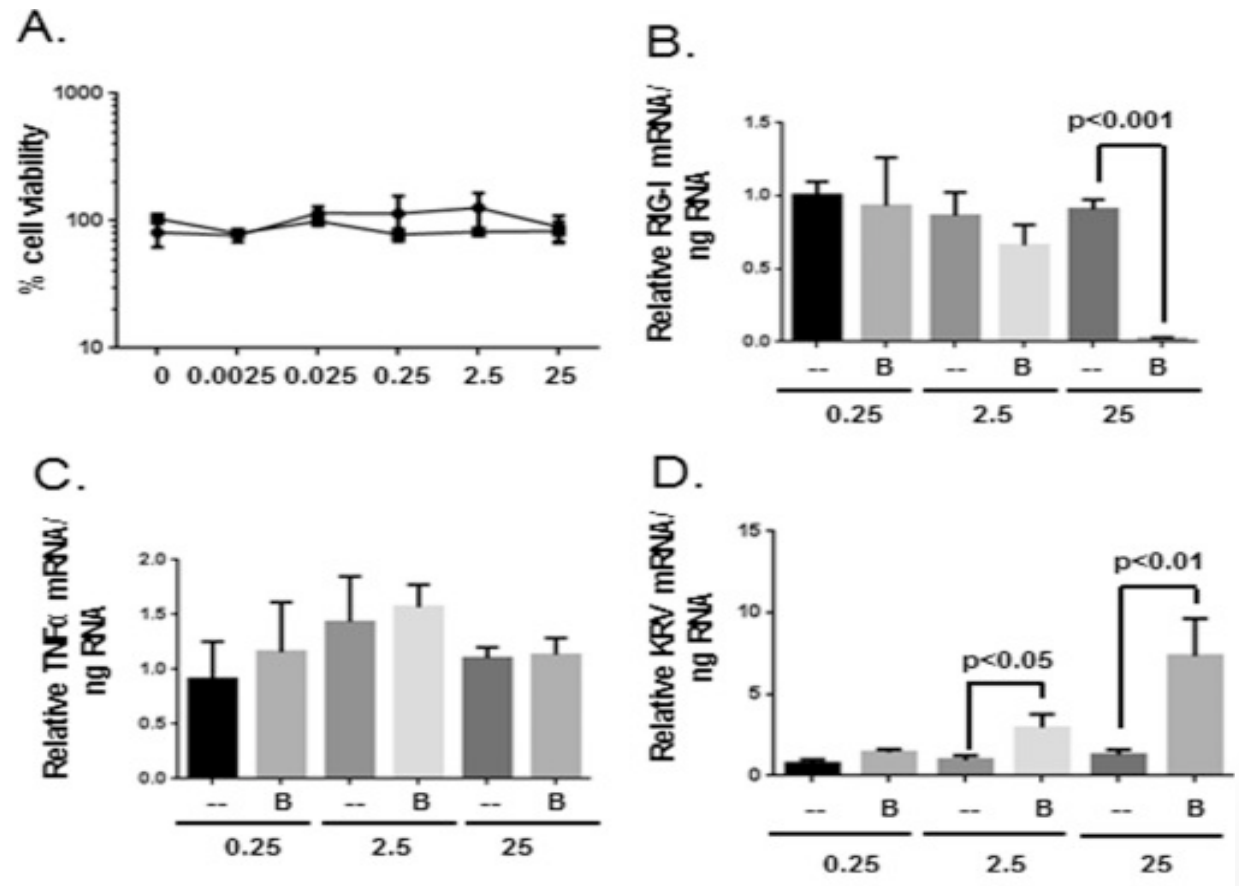 A.
% cell viability
1000
100
10
0 0.0025 0.025 0.25 2.5 25
B.
Relative RIG-I mRNA/
ng RNA
1.5
1.0
0.5
0.0
p<0.001
-- B -- B -- B
0.25 2.5 25
C.
Relative TNFα mRNA/
ng RNA
2.0
1.5
1.0
0.5
0.0
-- B -- B -- B
0.25 2.5 25
D.
Relative KRV mRNA/
ng RNA
15
10
5
0
p<0.05
p<0.01
-- B -- B -- B
0.25 2.5 25